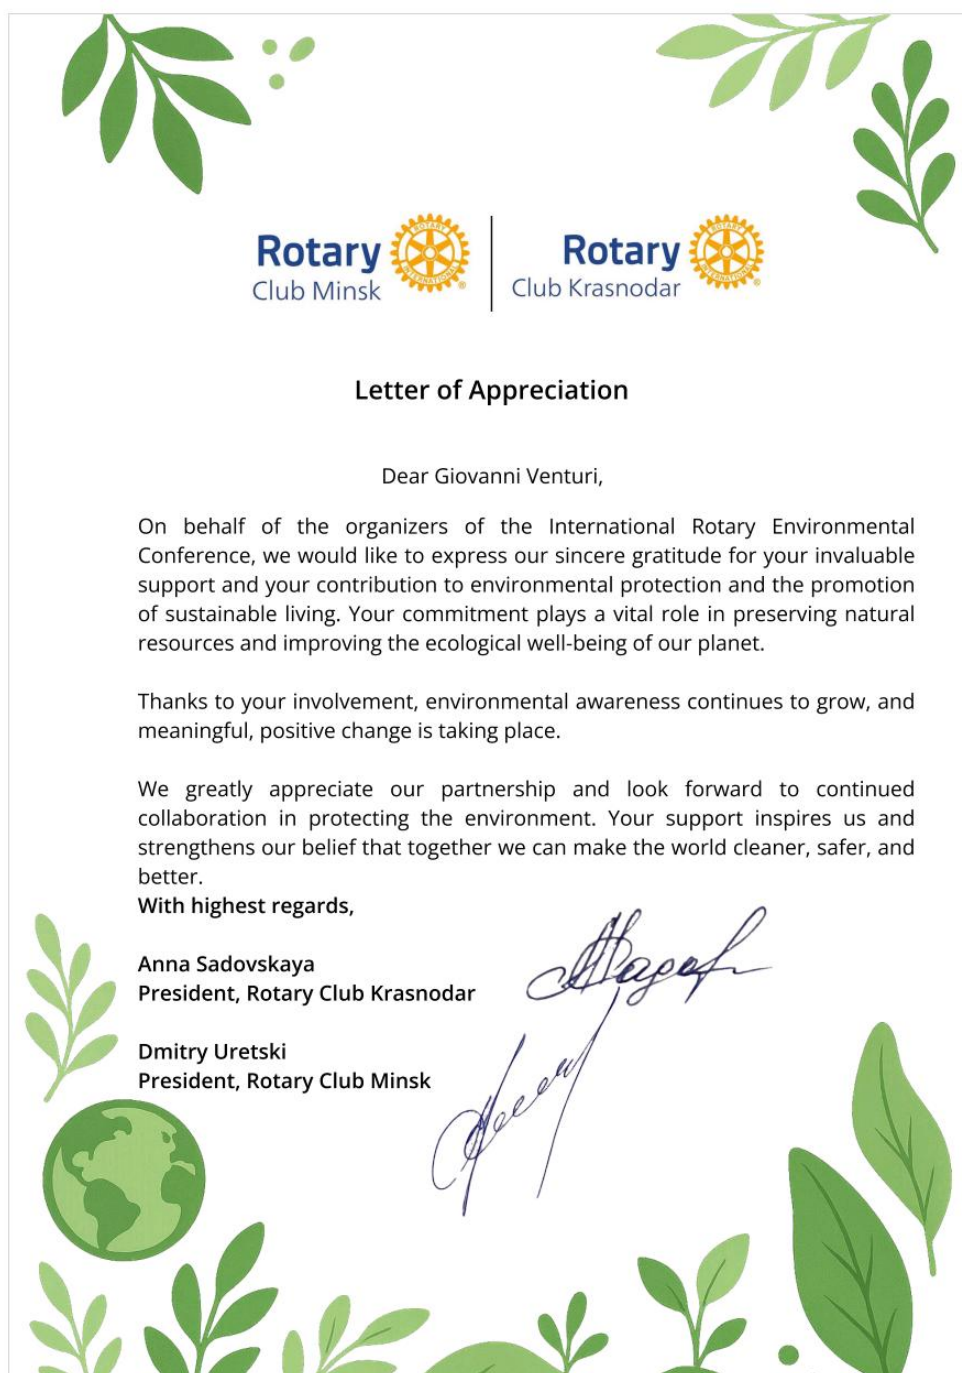 Rotary
Club Minsk
ROTARY
INTERNATIONAL
Rotary
Club Krasnodar
ROTARY
INTERNATIONAL
Letter of Appreciation
Dear Giovanni Venturi,
On behalf of the organizers of the International Rotary Environmental
Conference, we would like to express our sincere gratitude for your invaluable
support and your contribution to environmental protection and the promotion
of sustainable living. Your commitment plays a vital role in preserving natural
resources and improving the ecological well-being of our planet.
Thanks to your involvement, environmental awareness continues to grow, and
meaningful, positive change is taking place.
We greatly appreciate our partnership and look forward to continued
collaboration in protecting the environment. Your support inspires us and
strengthens our belief that together we can make the world cleaner, safer, and
better.
With highest regards,
Anna Sadovskaya
President, Rotary Club Krasnodar
Dmitry Uretski
President, Rotary Club Minsk